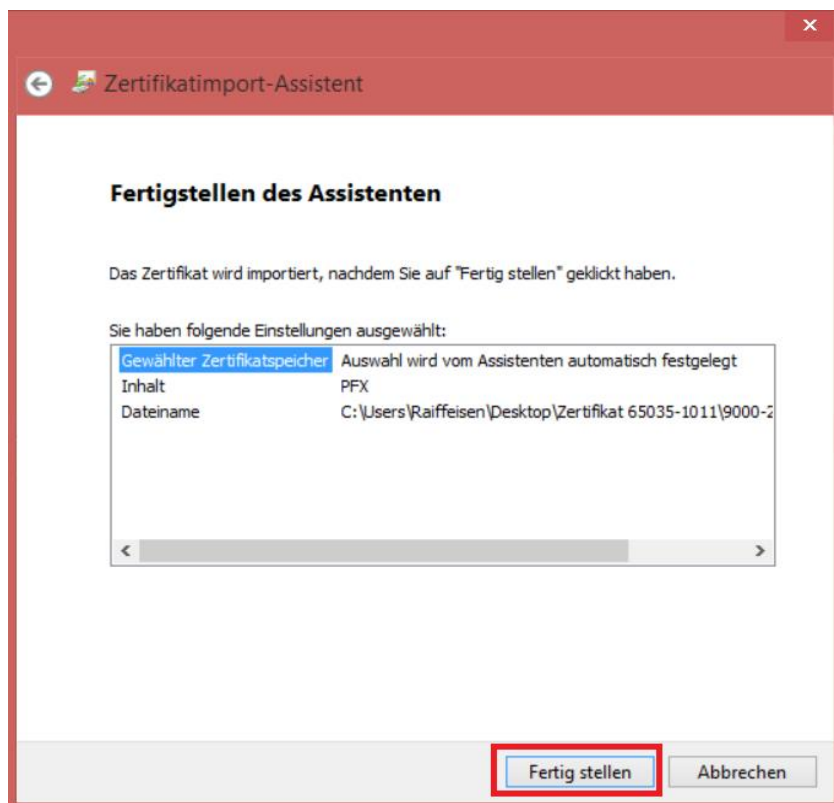 Zertifikatimport-Assistent
Fertigstellen des Assistenten
Das Zertifikat wird importiert, nachdem Sie auf "Fertig stellen" geklickt haben.
Sie haben folgende Einstellungen ausgewählt:
Gewählter Zertifikatspeicher Auswahl wird vom Assistenten automatisch festgelegt
Inhalt PFX
Dateiname C:\Users\Raiffeisen\Desktop\Zertifikat 65035-1011\9000-2
Fertig stellen Abbrechen